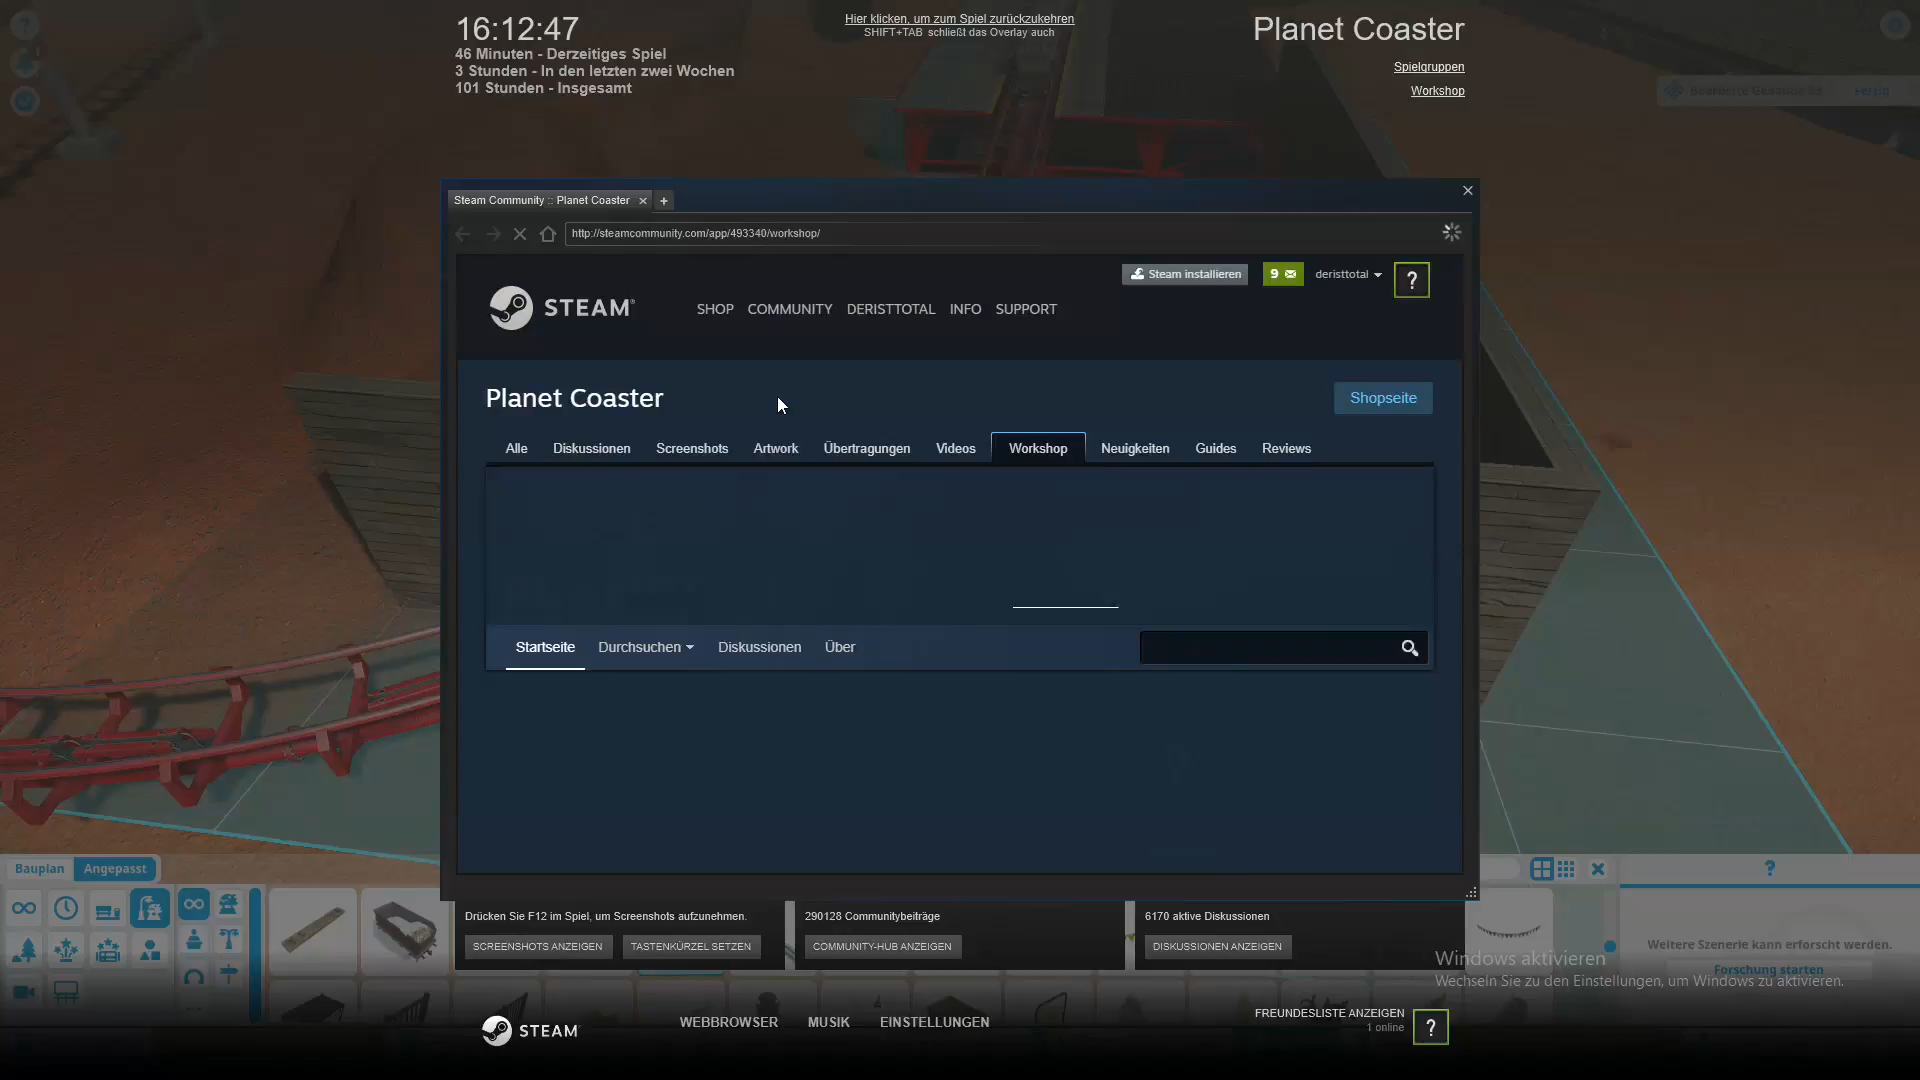 16:12:47
46 Minuten - Derzeitiges Spiel
3 Stunden - In den letzten zwei Wochen
101 Stunden - Insgesamt
Hier klicken, um zum Spiel zurückzukehren
SHIFT+TAB schließt das Overlay auch
Planet Coaster
Spielgruppen
Workshop
Bearbeite Gebäude 33
Fertig
Steam Community :: Planet Coaster
http://steamcommunity.com/app/493340/workshop/
Steam installieren
9
deristtotal
?
STEAM®
SHOP COMMUNITY DERISTTOTAL INFO SUPPORT
Planet Coaster
Shopseite
Alle Diskussionen Screenshots Artwork Übertragungen Videos Workshop Neuigkeiten Guides Reviews
Startseite Durchsuchen Diskussionen Über
Bauplan Angepasst
?
Drücken Sie F12 im Spiel, um Screenshots aufzunehmen.
SCREENSHOTS ANZEIGEN TASTENKÜRZEL SETZEN
290128 Communitybeiträge
COMMUNITY-HUB ANZEIGEN
6170 aktive Diskussionen
DISKUSSIONEN ANZEIGEN
Weitere Szenerie kann erforscht werden.
Forschung starten
Windows aktivieren
Wechseln Sie zu den Einstellungen, um Windows zu aktivieren.
STEAM
WEBBROWSER MUSIK EINSTELLUNGEN
FREUNDESLISTE ANZEIGEN
1 online
?